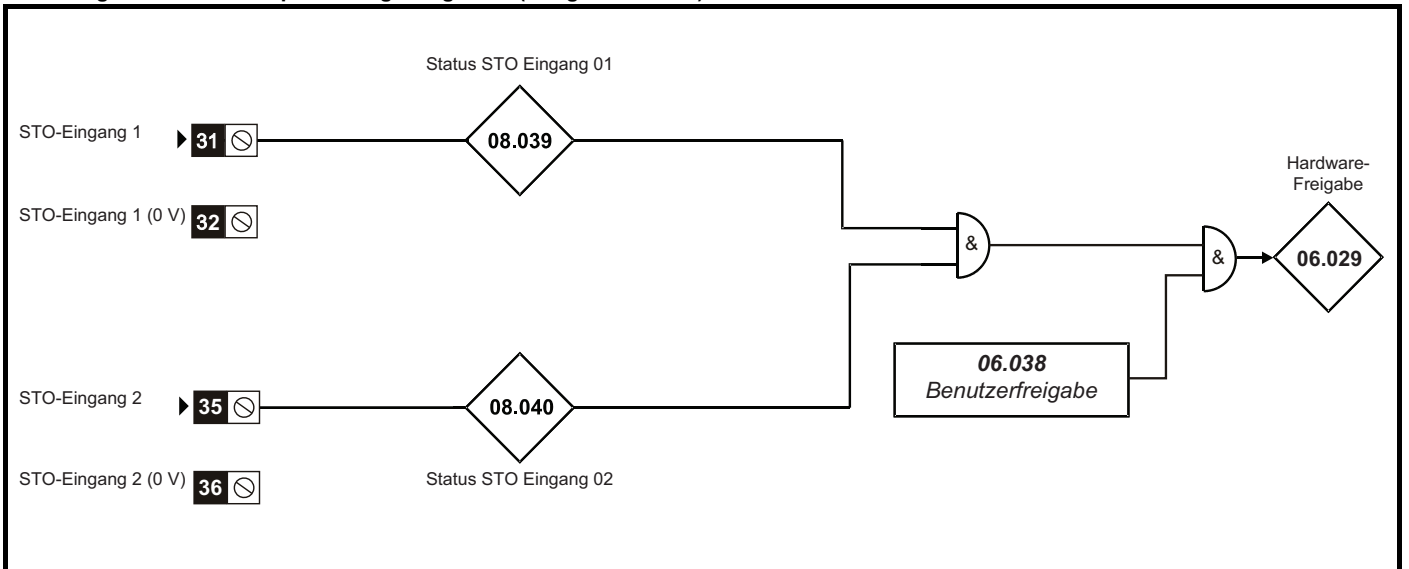 Status STO Eingang 01
STO-Eingang 1
31
08.039
Hardware-
Freigabe
STO-Eingang 1 (0 V)
32
&
&
06.029
06.038
Benutzerfreigabe
STO-Eingang 2
35
08.040
STO-Eingang 2 (0 V)
36
Status STO Eingang 02